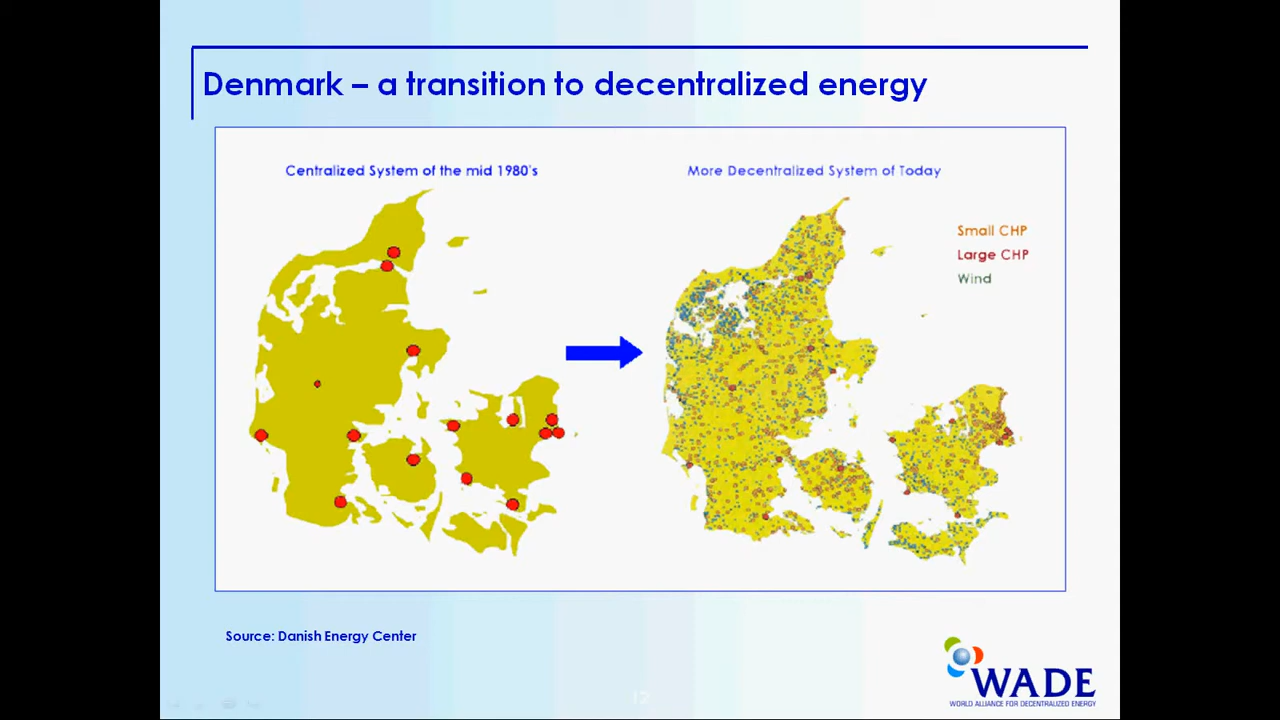 Denmark – a transition to decentralized energy
Centralized System of the mid 1980's
More Decentralized System of Today
Small CHP
Large CHP
Wind
Source: Danish Energy Center
12
WADE
WORLD ALLIANCE FOR DECENTRALIZED ENERGY